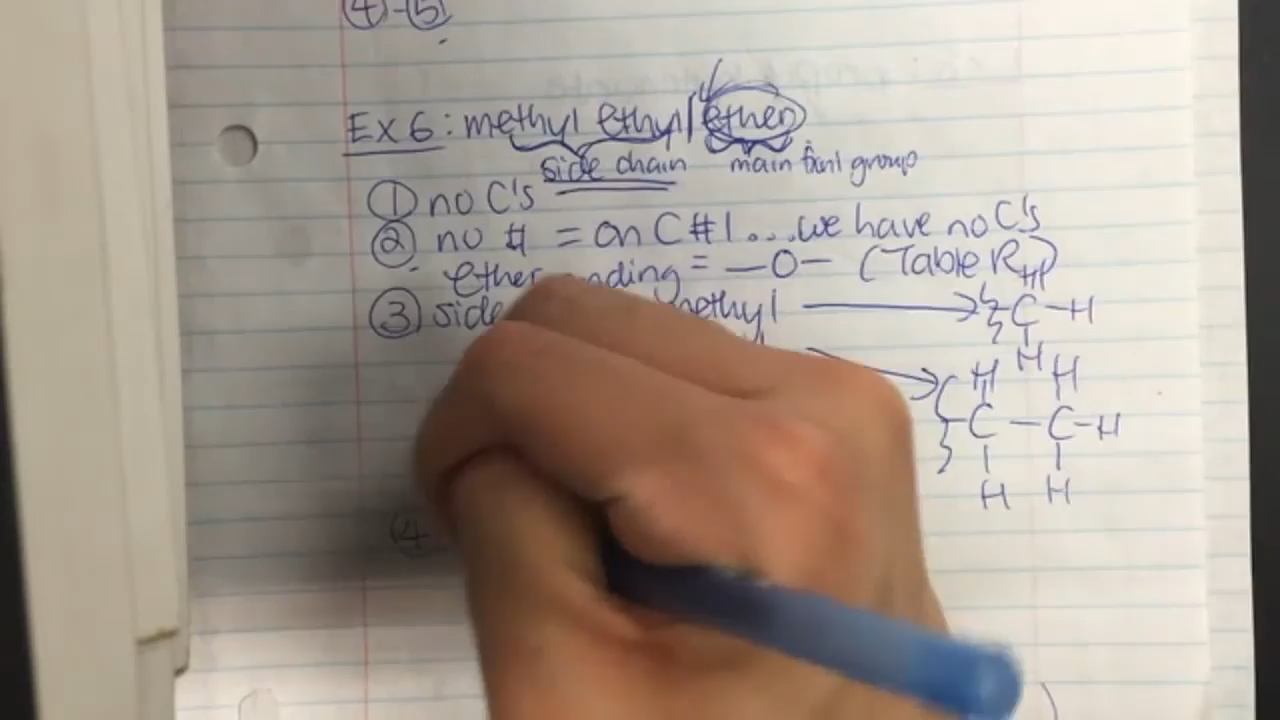 ④-⑤
Ex 6: methyl ethyl ether
side chain main funl group
① no C's
② no # = on C #1...we have no C's
ether ending = —O— (Table R)
③ side methyl H
C—H
H
H H
C—C—H
H H
④